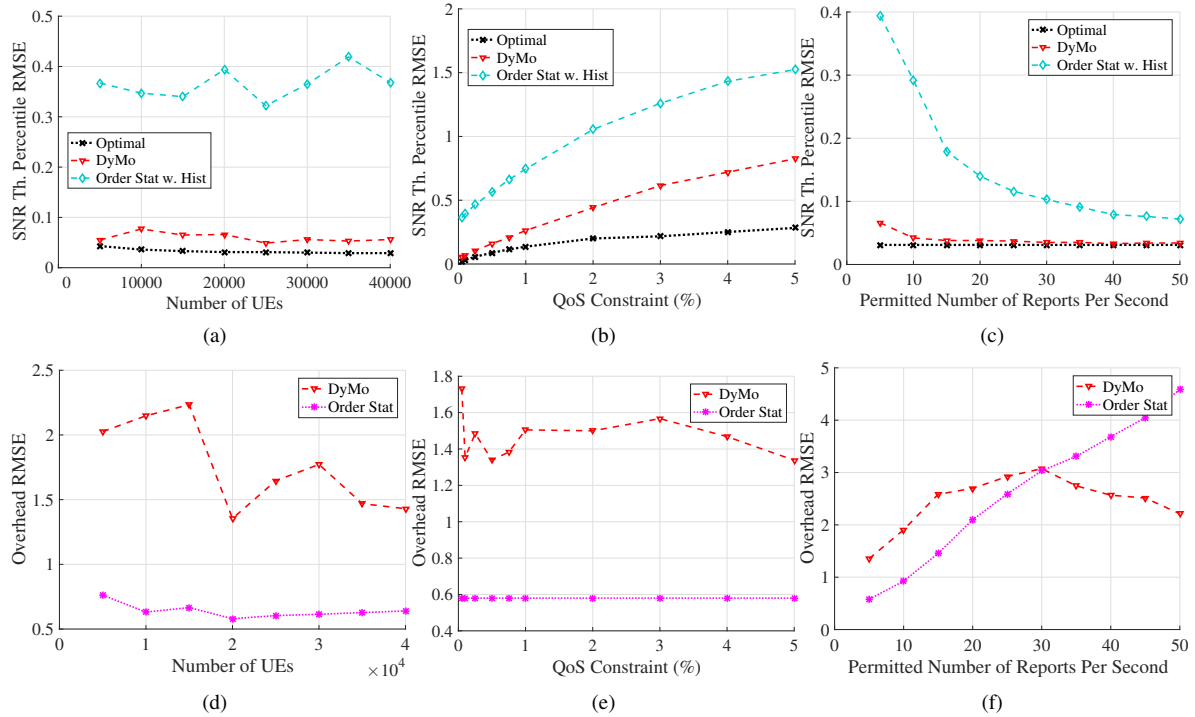 0.5
0.4
0.3
0.2
0.1
0
SNR Th. Percentile RMSE
Optimal
DyMo
Order Stat w. Hist
0 10000 20000 30000 40000
Number of UEs
(a)
2
1.5
1
0.5
0
SNR Th. Percentile RMSE
Optimal
DyMo
Order Stat w. Hist
0 1 2 3 4 5
QoS Constraint (%)
(b)
0.4
0.3
0.2
0.1
0
SNR Th. Percentile RMSE
Optimal
DyMo
Order Stat w. Hist
0 10 20 30 40 50
Permitted Number of Reports Per Second
(c)
2.5
2
1.5
1
0.5
Overhead RMSE
DyMo
Order Stat
0 1 2 3 4
×10⁴
Number of UEs
(d)
1.8
1.6
1.4
1.2
1
0.8
0.6
0.4
Overhead RMSE
DyMo
Order Stat
0 1 2 3 4 5
QoS Constraint (%)
(e)
5
4
3
2
1
0
Overhead RMSE
DyMo
Order Stat
0 10 20 30 40 50
Permitted Number of Reports Per Second
(f)